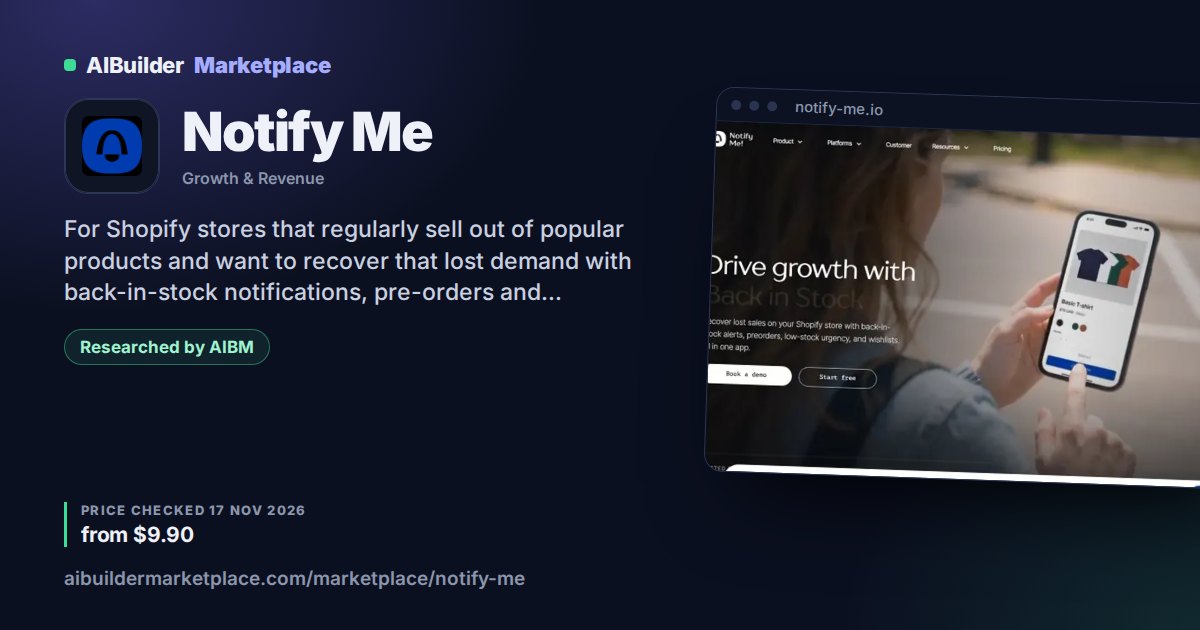 AIBuilder Marketplace
Notify Me
Growth & Revenue
For Shopify stores that regularly sell out of popular
products and want to recover that lost demand with
back-in-stock notifications, pre-orders and...
Researched by AIBM
PRICE CHECKED 17 NOV 2026
from $9.90
aibuildermarketplace.com/marketplace/notify-me
notify-me.io
Notify
Me!
Product
Platforms
Customer
Resources
Pricing
Drive growth with
Back in Stock
ecover lost sales on your Shopify store with back-in-
ock alerts, preorders, low-stock urgency, and wishlists.
l in one app.
Book a demo
Start free
Basic T-shirt